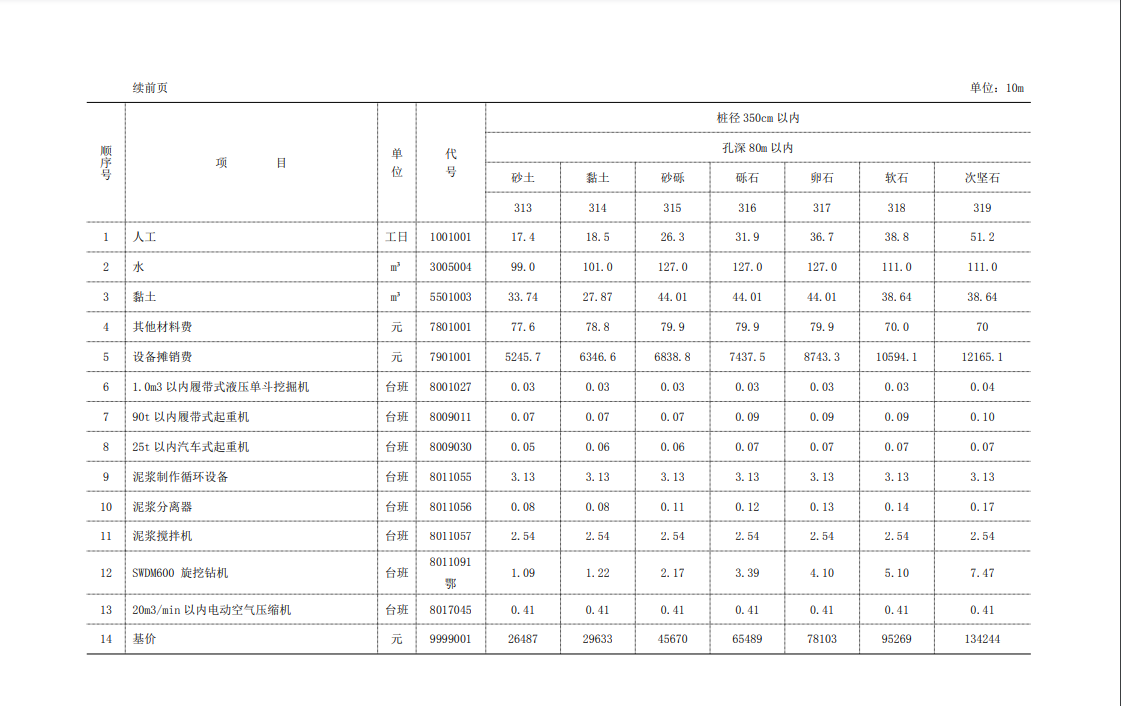 续前页 单位：10m
顺序号 项 目 单位 代号 桩径 350cm 以内
孔深 80m 以内
砂土 黏土 砂砾 砾石 卵石 软石 次坚石
313 314 315 316 317 318 319
1 人工 工日 1001001 17.4 18.5 26.3 31.9 36.7 38.8 51.2
2 水 m³ 3005004 99.0 101.0 127.0 127.0 127.0 111.0 111.0
3 黏土 m³ 5501003 33.74 27.87 44.01 44.01 44.01 38.64 38.64
4 其他材料费 元 7801001 77.6 78.8 79.9 79.9 79.9 70.0 70
5 设备摊销费 元 7901001 5245.7 6346.6 6838.8 7437.5 8743.3 10594.1 12165.1
6 1.0m3 以内履带式液压单斗挖掘机 台班 8001027 0.03 0.03 0.03 0.03 0.03 0.03 0.04
7 90t 以内履带式起重机 台班 8009011 0.07 0.07 0.07 0.09 0.09 0.09 0.10
8 25t 以内汽车式起重机 台班 8009030 0.05 0.06 0.06 0.07 0.07 0.07 0.07
9 泥浆制作循环设备 台班 8011055 3.13 3.13 3.13 3.13 3.13 3.13 3.13
10 泥浆分离器 台班 8011056 0.08 0.08 0.11 0.12 0.13 0.14 0.17
11 泥浆搅拌机 台班 8011057 2.54 2.54 2.54 2.54 2.54 2.54 2.54
12 SWDM600 旋挖钻机 台班 8011091鄂 1.09 1.22 2.17 3.39 4.10 5.10 7.47
13 20m3/min 以内电动空气压缩机 台班 8017045 0.41 0.41 0.41 0.41 0.41 0.41 0.41
14 基价 元 9999001 26487 29633 45670 65489 78103 95269 134244